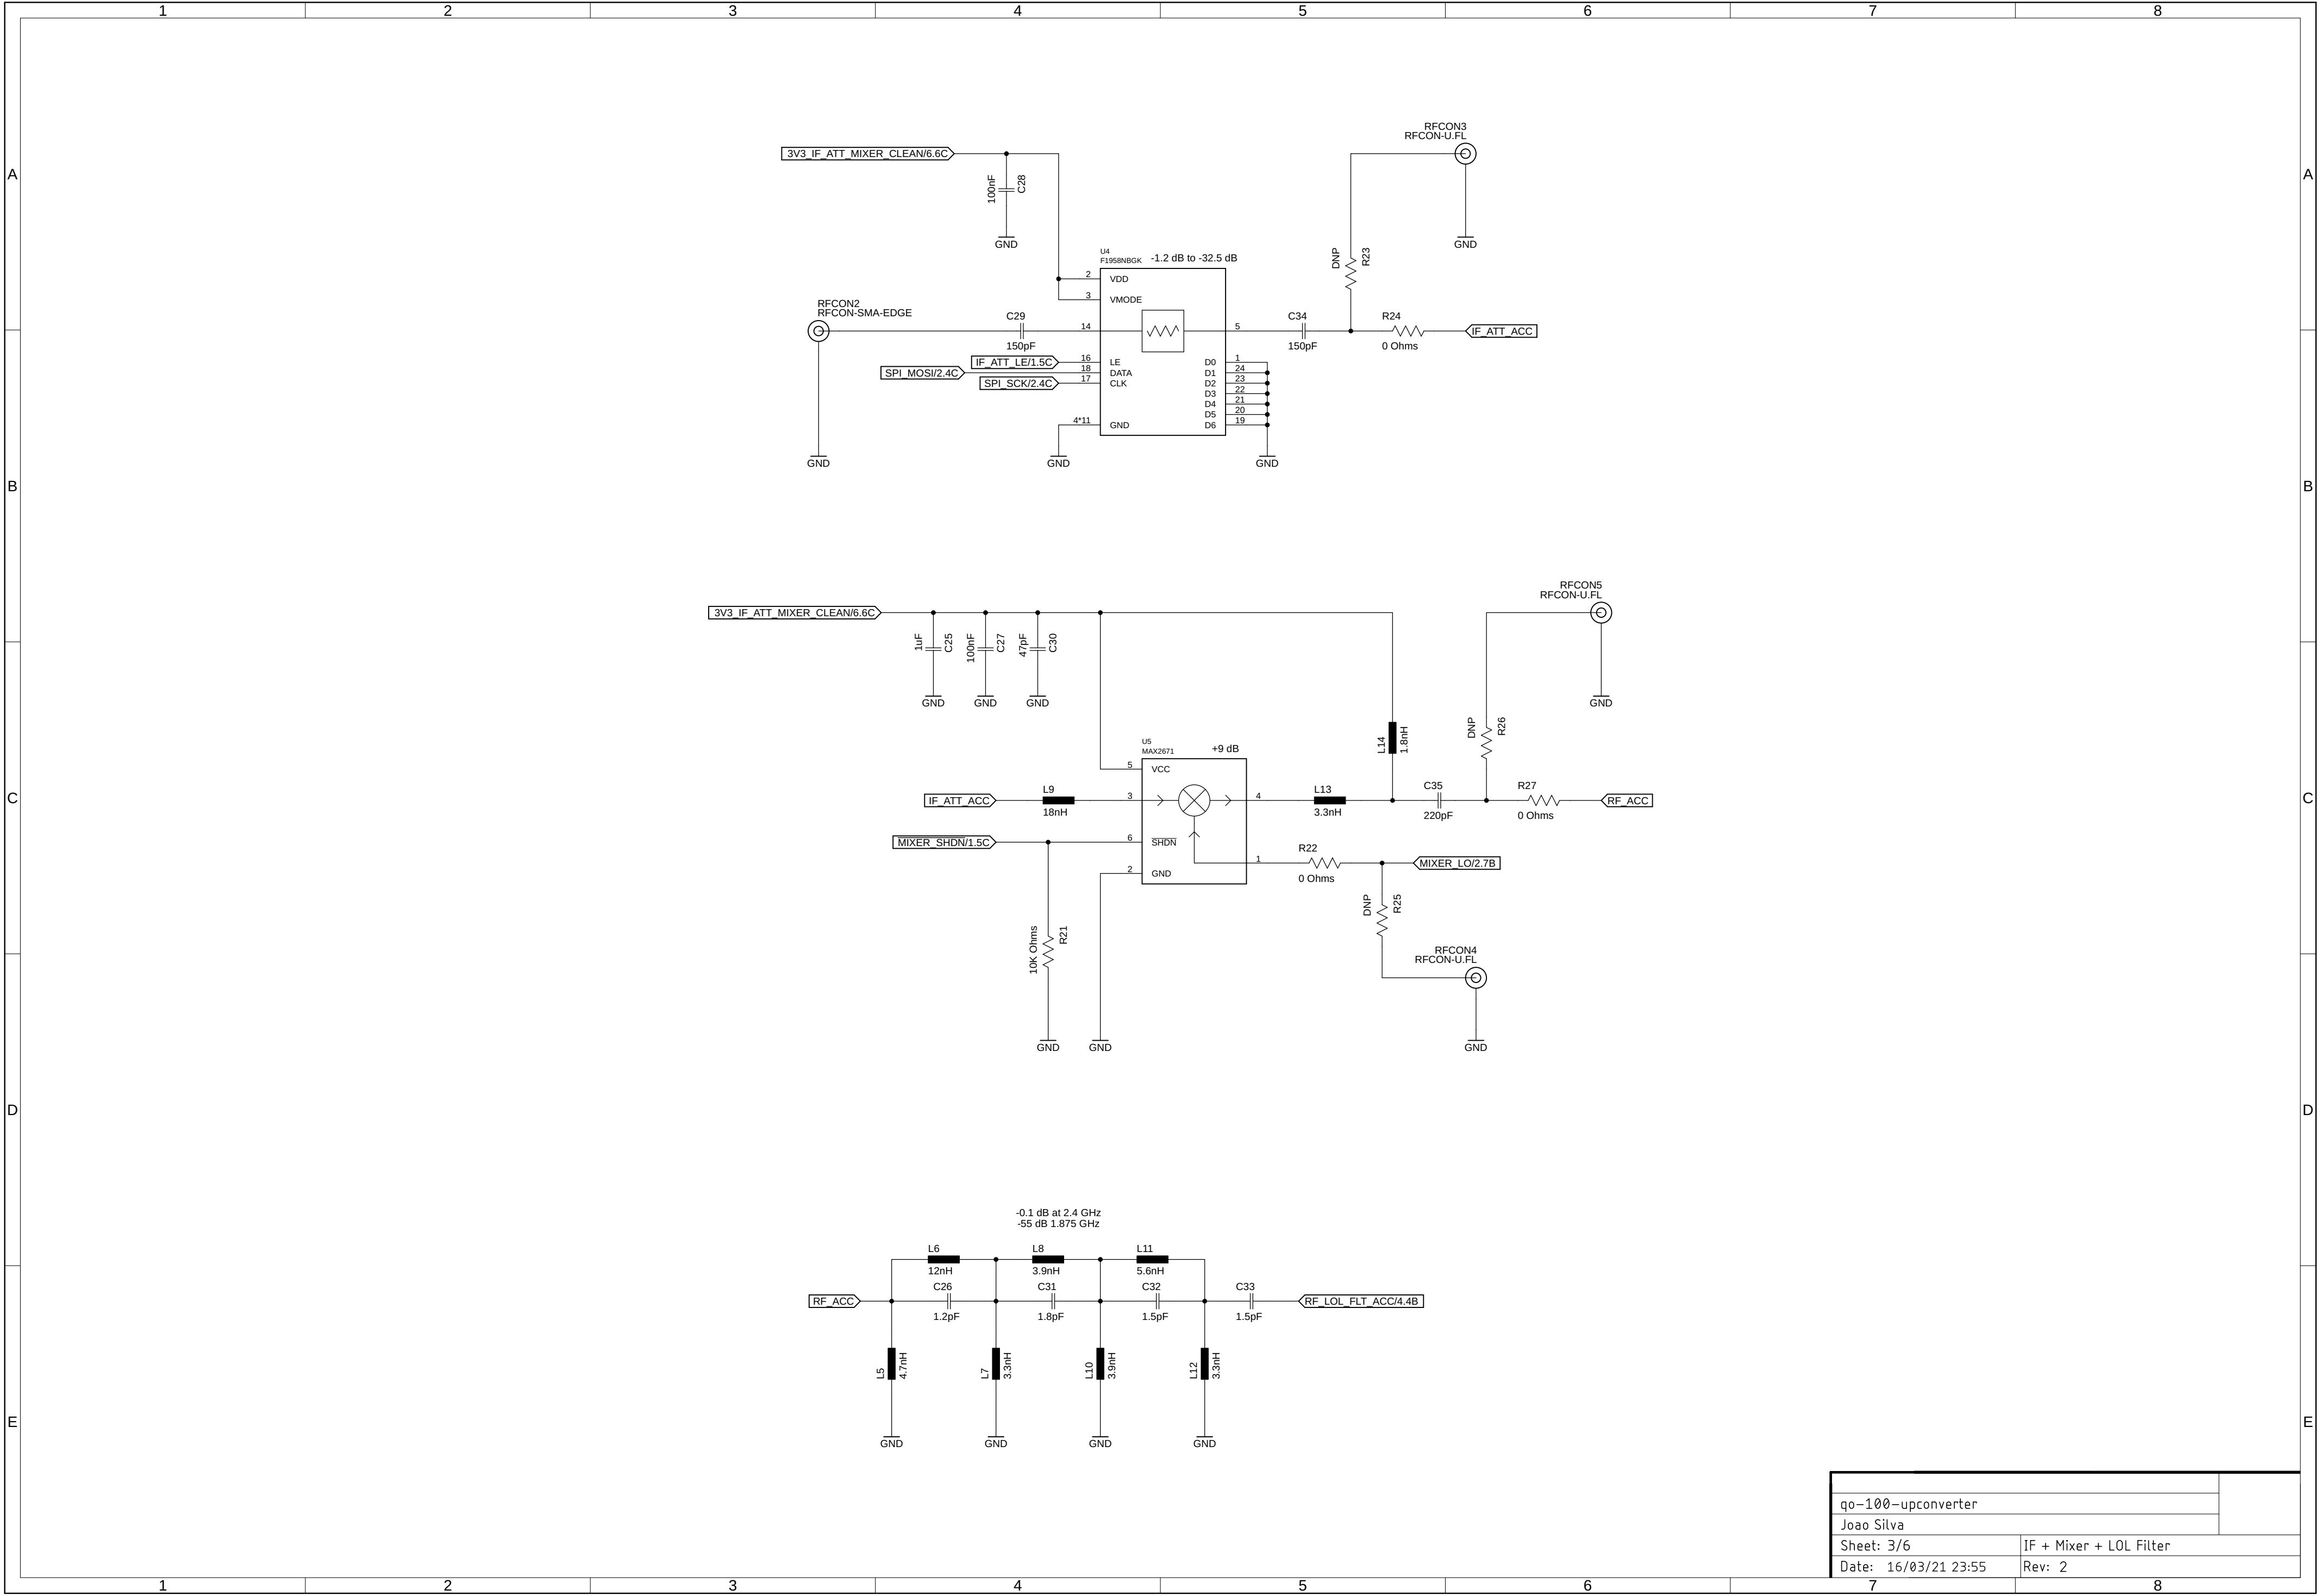 1 2 3 4 5 6 7 8
A A
B B
C C
D D
E E
RFCON3
RFCON-U.FL
3V3_IF_ATT_MIXER_CLEAN/6.6C
100nF C28
GND
GND
U4
F1958NBGK
-1.2 dB to -32.5 dB
DNP R23
2 VDD
3 VMODE
RFCON2
RFCON-SMA-EDGE
C29
150pF
14
5
C34
150pF
R24
0 Ohms
IF_ATT_ACC
IF_ATT_LE/1.5C
16 LE
D0 1
SPI_MOSI/2.4C
18 DATA
D1 24
SPI_SCK/2.4C
17 CLK
D2 23
D3 22
D4 21
D5 20
4*11 GND
D6 19
GND
GND
GND
RFCON5
RFCON-U.FL
3V3_IF_ATT_MIXER_CLEAN/6.6C
1uF C25
100nF C27
47pF C30
GND
GND
GND
GND
L14 1.8nH
DNP R26
U5
MAX2671
+9 dB
5 VCC
IF_ATT_ACC
L9
18nH
3
4
L13
3.3nH
C35
220pF
R27
0 Ohms
RF_ACC
MIXER_SHDN/1.5C
6 SHDN
1
R22
0 Ohms
MIXER_LO/2.7B
2 GND
DNP R25
10K Ohms R21
RFCON4
RFCON-U.FL
GND
GND
GND
-0.1 dB at 2.4 GHz
-55 dB 1.875 GHz
L6
12nH
L8
3.9nH
L11
5.6nH
RF_ACC
C26
1.2pF
C31
1.8pF
C32
1.5pF
C33
1.5pF
RF_LOL_FLT_ACC/4.4B
L5 4.7nH
L7 3.3nH
L10 3.9nH
L12 3.3nH
GND
GND
GND
GND
qo-100-upconverter
Joao Silva
Sheet: 3/6
IF + Mixer + LOL Filter
Date: 16/03/21 23:55
Rev: 2
1 2 3 4 5 6 7 8